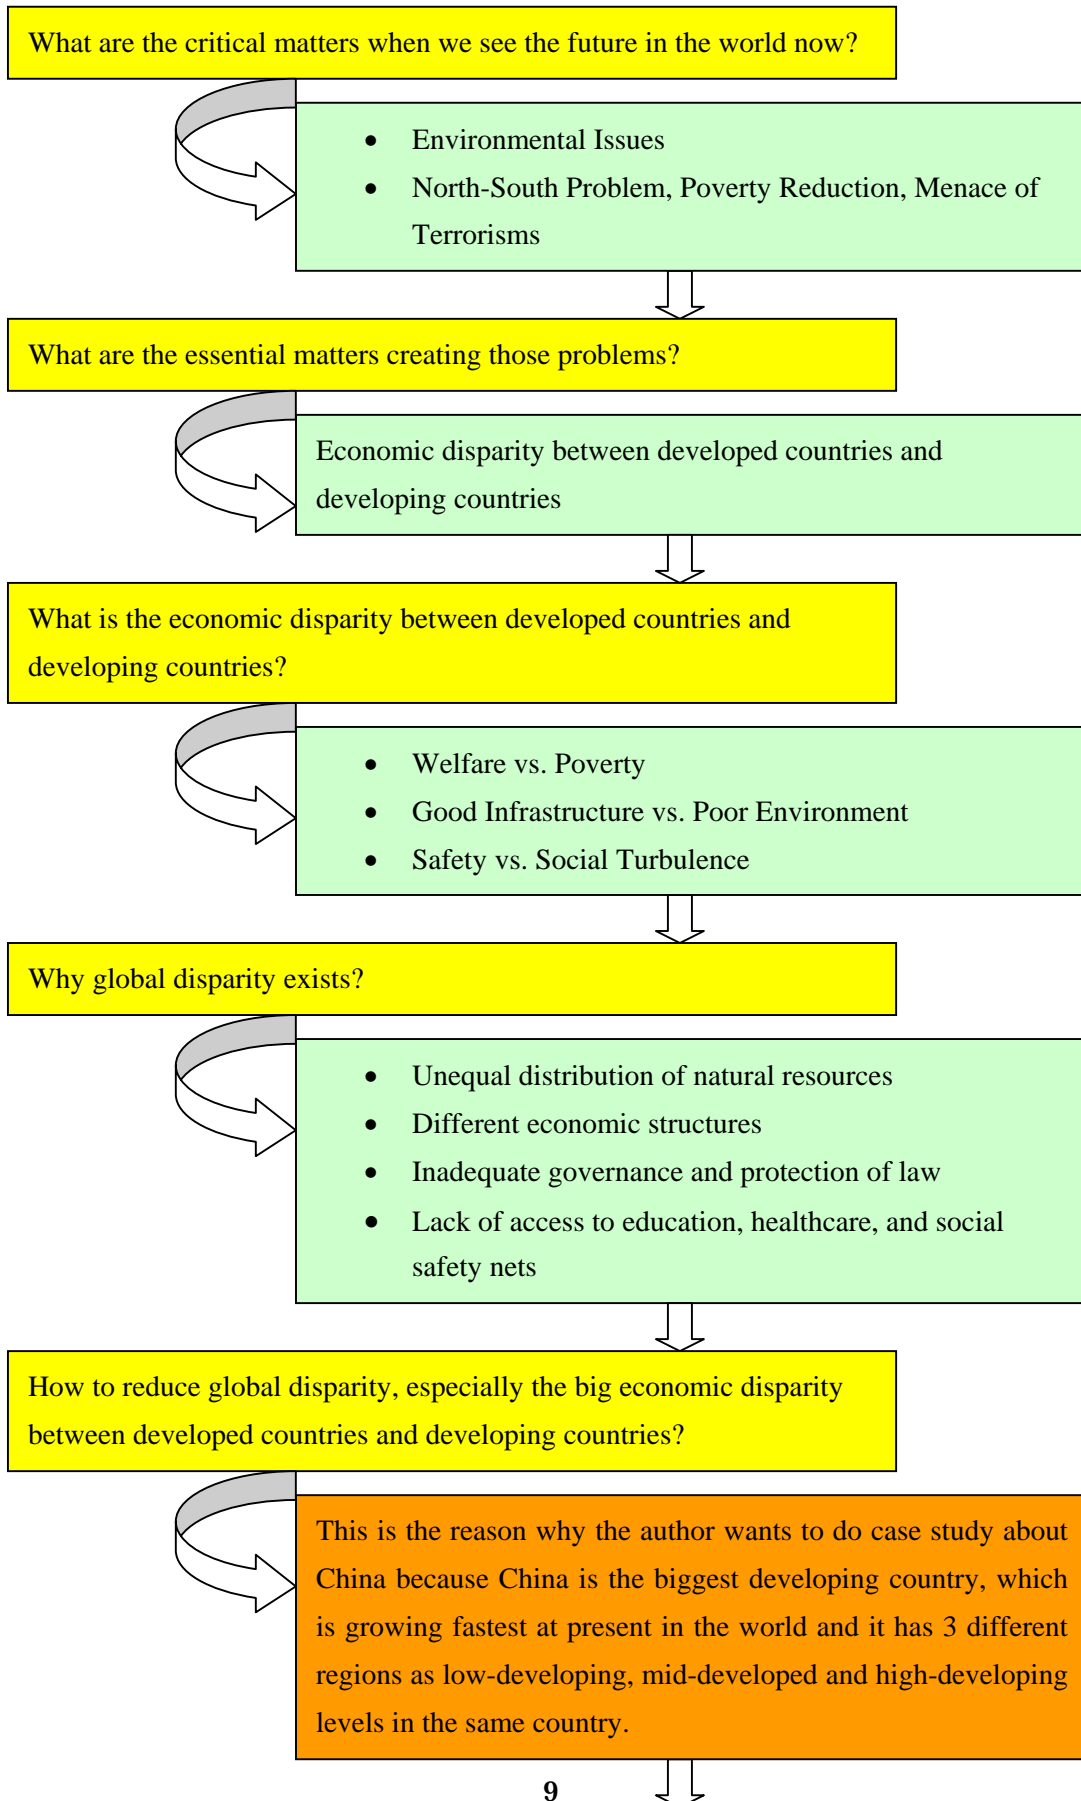 What are the critical matters when we see the future in the world now?
• Environmental Issues
• North-South Problem, Poverty Reduction, Menace of
Terrorisms
What are the essential matters creating those problems?
Economic disparity between developed countries and
developing countries
What is the economic disparity between developed countries and
developing countries?
• Welfare vs. Poverty
• Good Infrastructure vs. Poor Environment
• Safety vs. Social Turbulence
Why global disparity exists?
• Unequal distribution of natural resources
• Different economic structures
• Inadequate governance and protection of law
• Lack of access to education, healthcare, and social
safety nets
How to reduce global disparity, especially the big economic disparity
between developed countries and developing countries?
This is the reason why the author wants to do case study about
China because China is the biggest developing country, which
is growing fastest at present in the world and it has 3 different
regions as low-developing, mid-developed and high-developing
levels in the same country.
9